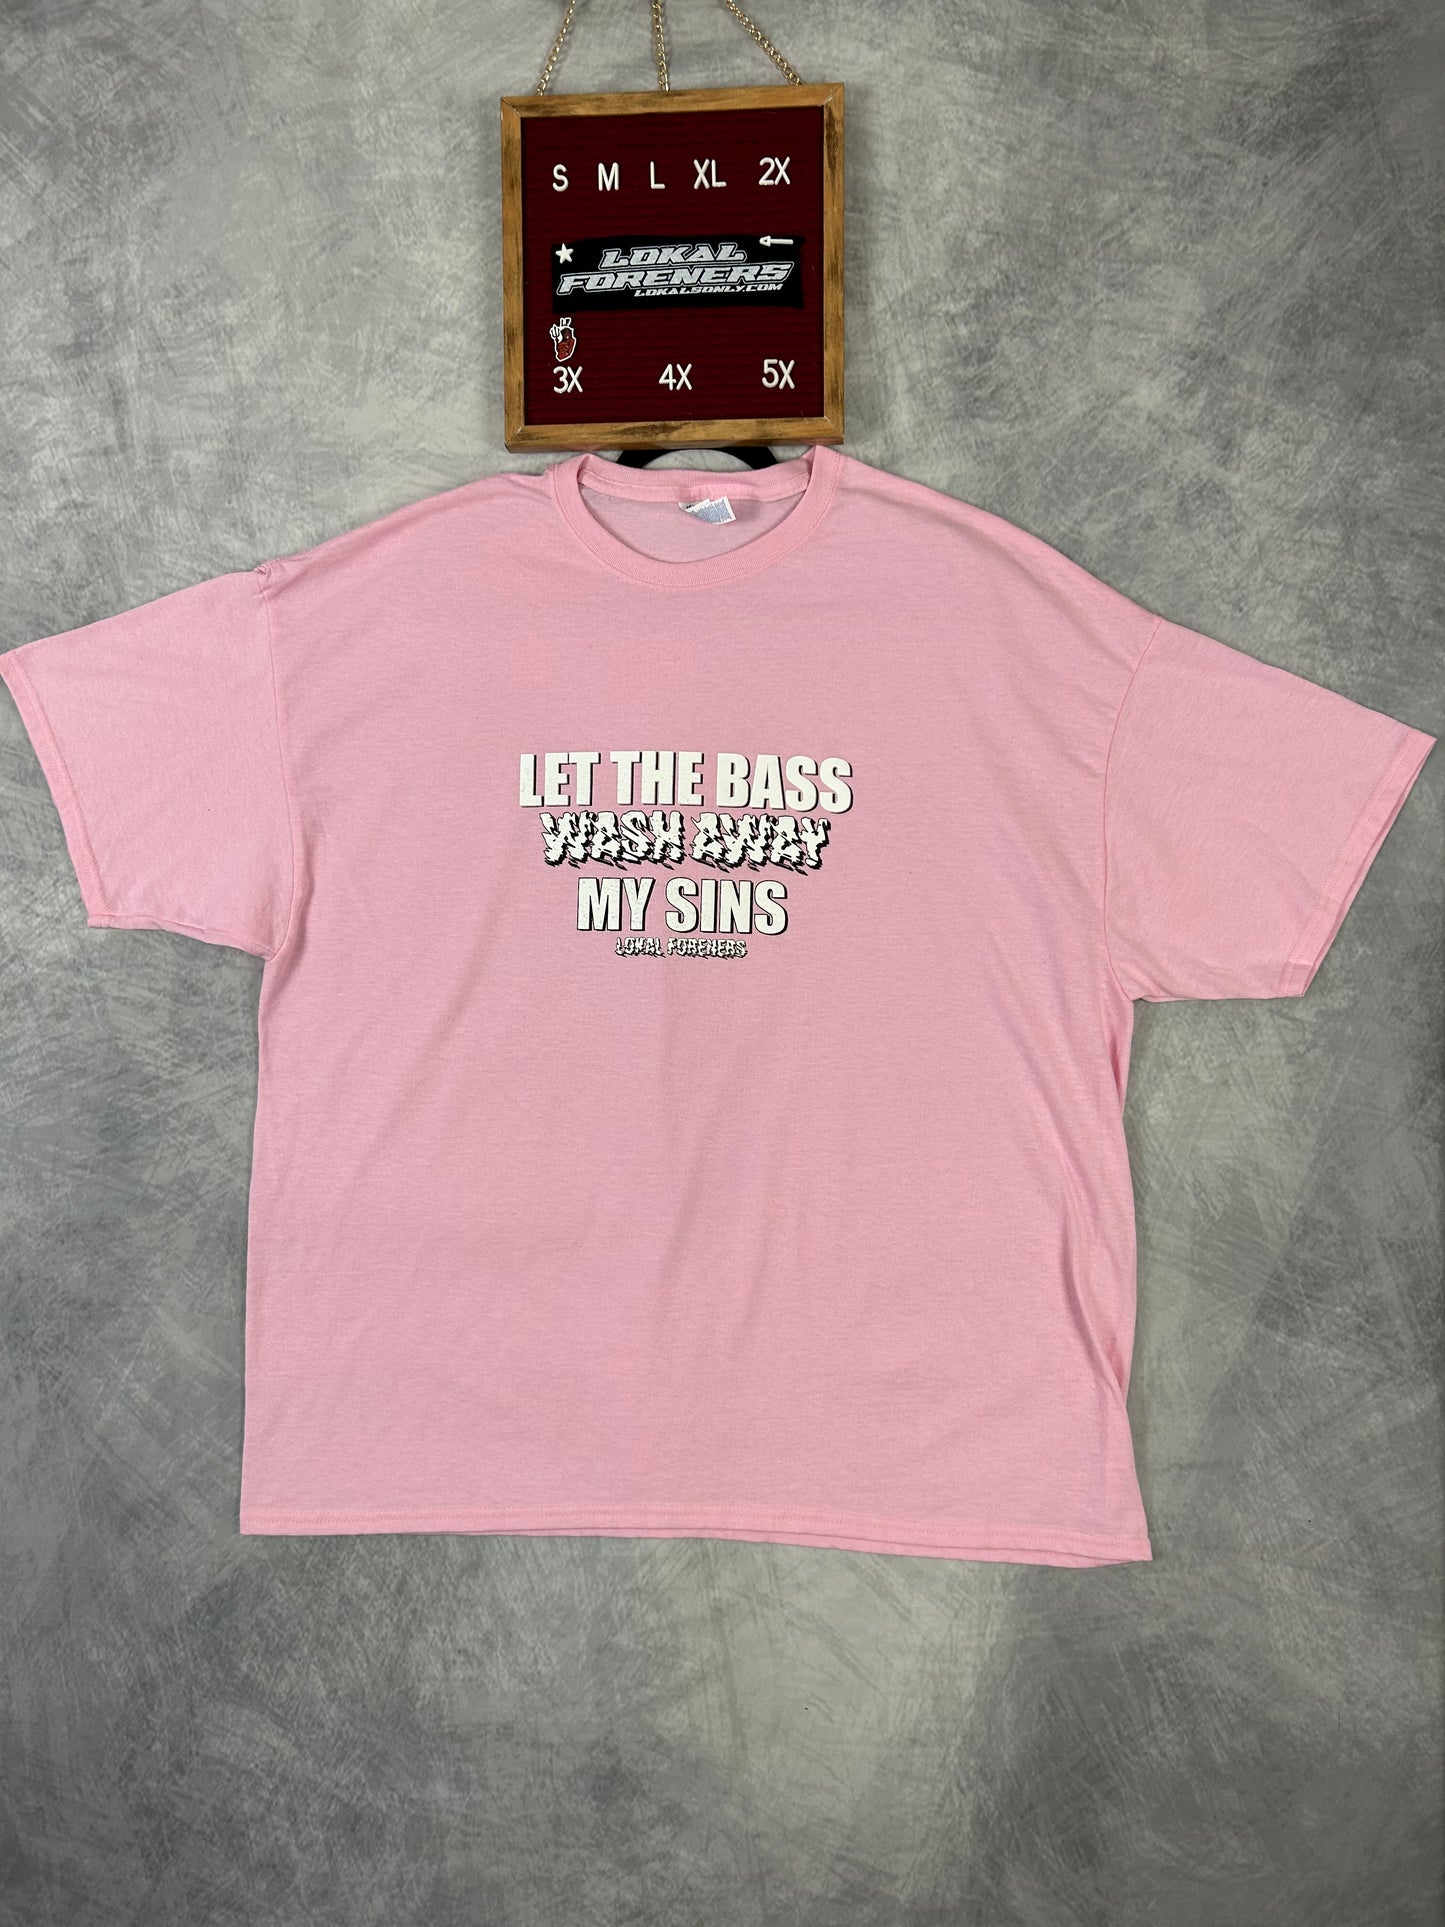 S M L XL 2X
LOKAL
FORENERS
LOKALSONLY.COM
3X 4X 5X
LET THE BASS
WASH AWAY
MY SINS
LOKAL FORENERS